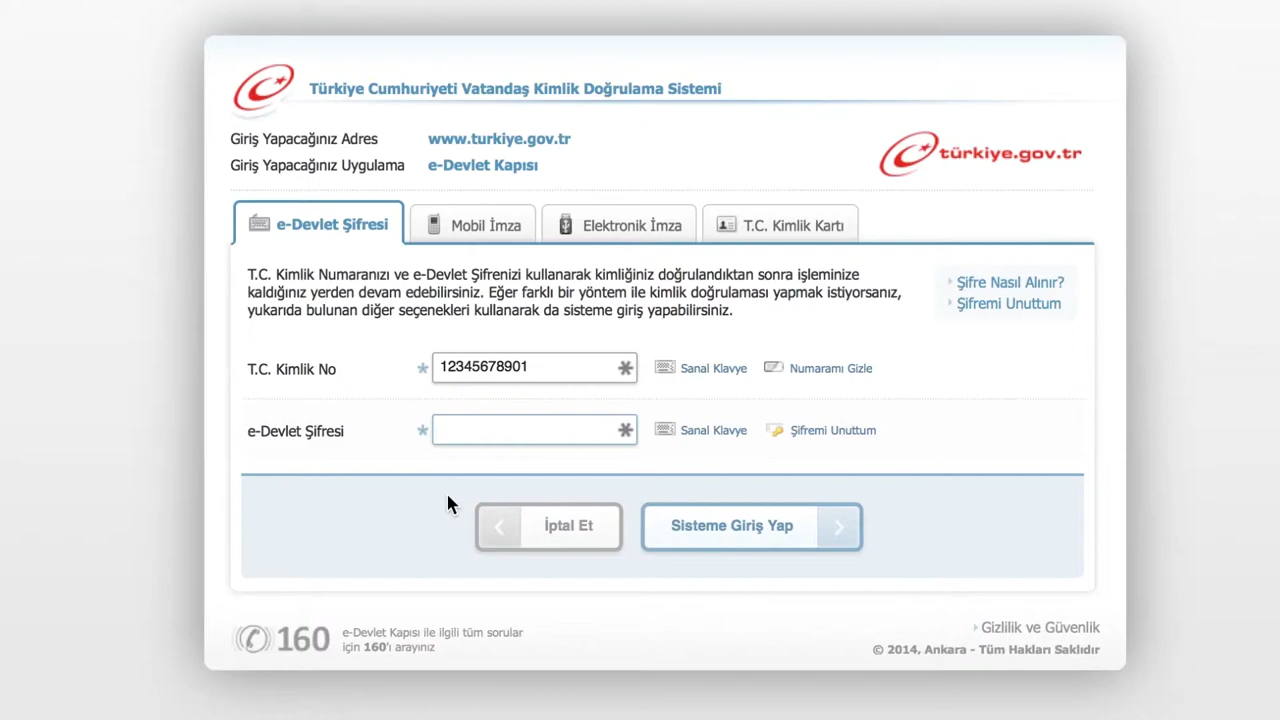 Türkiye Cumhuriyeti Vatandaş Kimlik Doğrulama Sistemi
Giriş Yapacağınız Adres www.turkiye.gov.tr
Giriş Yapacağınız Uygulama e-Devlet Kapısı
türkiye.gov.tr
e-Devlet Şifresi Mobil İmza Elektronik İmza T.C. Kimlik Kartı
T.C. Kimlik Numaranızı ve e-Devlet Şifrenizi kullanarak kimliğiniz doğrulandıktan sonra işleminize
kaldığınız yerden devam edebilirsiniz. Eğer farklı bir yöntem ile kimlik doğrulaması yapmak istiyorsanız,
yukarıda bulunan diğer seçenekleri kullanarak da sisteme giriş yapabilirsiniz.
Şifre Nasıl Alınır?
Şifremi Unuttum
T.C. Kimlik No * 12345678901 Sanal Klavye Numaramı Gizle
e-Devlet Şifresi * Sanal Klavye Şifremi Unuttum
İptal Et Sisteme Giriş Yap
160 e-Devlet Kapısı ile ilgili tüm sorular
için 160'ı arayınız
Gizlilik ve Güvenlik
© 2014, Ankara - Tüm Hakları Saklıdır